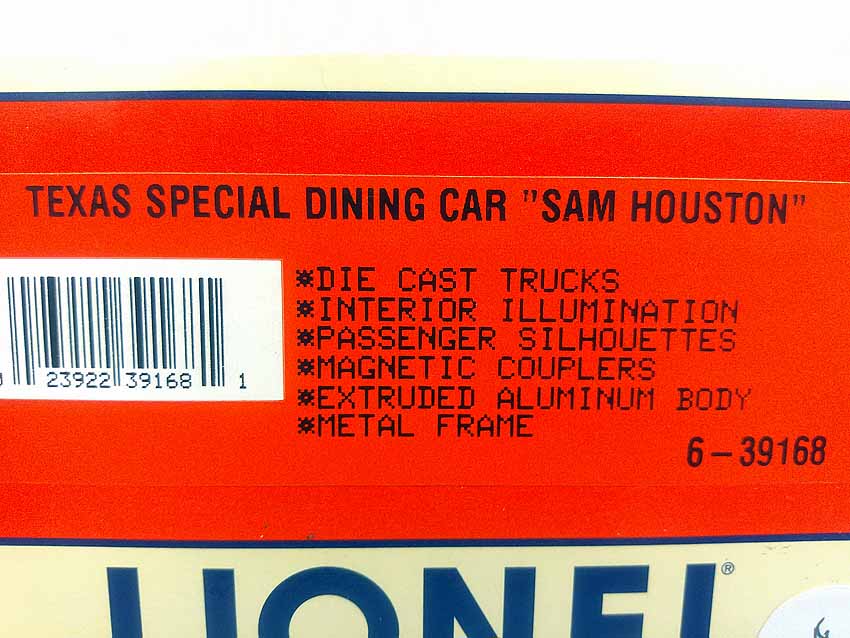 TEXAS SPECIAL DINING CAR "SAM HOUSTON"
*DIE CAST TRUCKS
*INTERIOR ILLUMINATION
*PASSENGER SILHOUETTES
*MAGNETIC COUPLERS
*EXTRUDED ALUMINUM BODY
*METAL FRAME
23922 39168 1
6-39168
LIONEL®